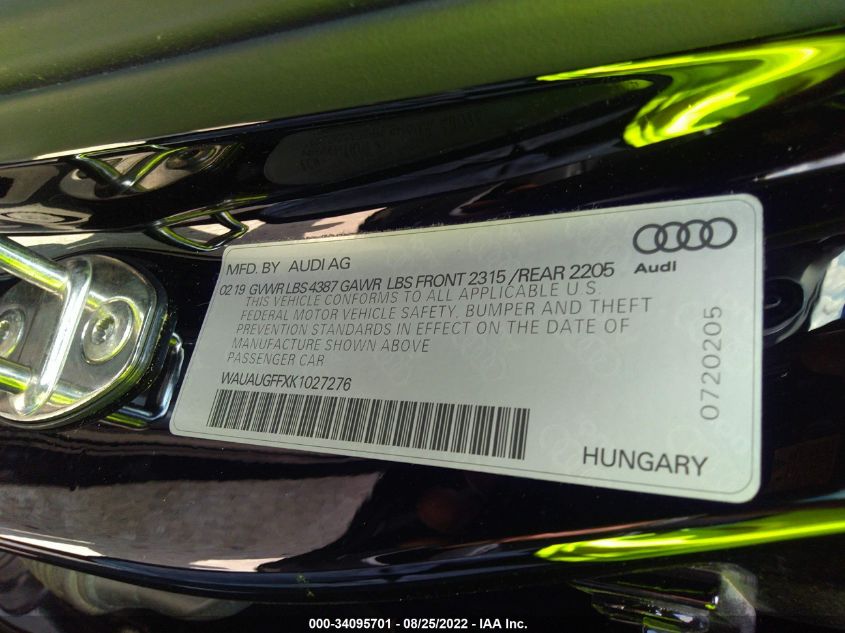 MFD. BY AUDI AG
Audi
02 19 GVWR LBS 4387 GAWR LBS FRONT 2315 / REAR 2205
THIS VEHICLE CONFORMS TO ALL APPLICABLE U.S
FEDERAL MOTOR VEHICLE SAFETY, BUMPER AND THEFT
PREVENTION STANDARDS IN EFFECT ON THE DATE OF
MANUFACTURE SHOWN ABOVE
PASSENGER CAR
WAUAUGFFXK1027276
0720205
HUNGARY
000-34095701 - 08/25/2022 - IAA Inc.